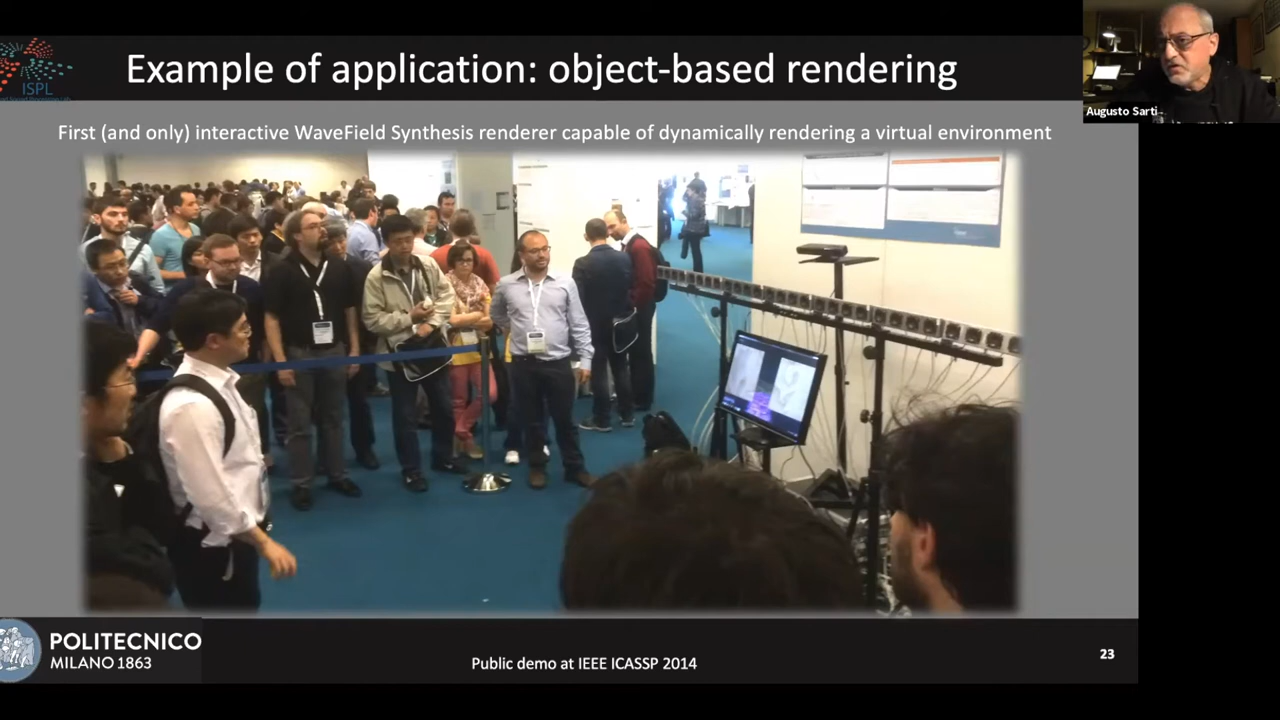 Example of application: object-based rendering
ISPL
Augusto Sarti
First (and only) interactive WaveField Synthesis renderer capable of dynamically rendering a virtual environment
POLITECNICO
MILANO 1863
Public demo at IEEE ICASSP 2014
23